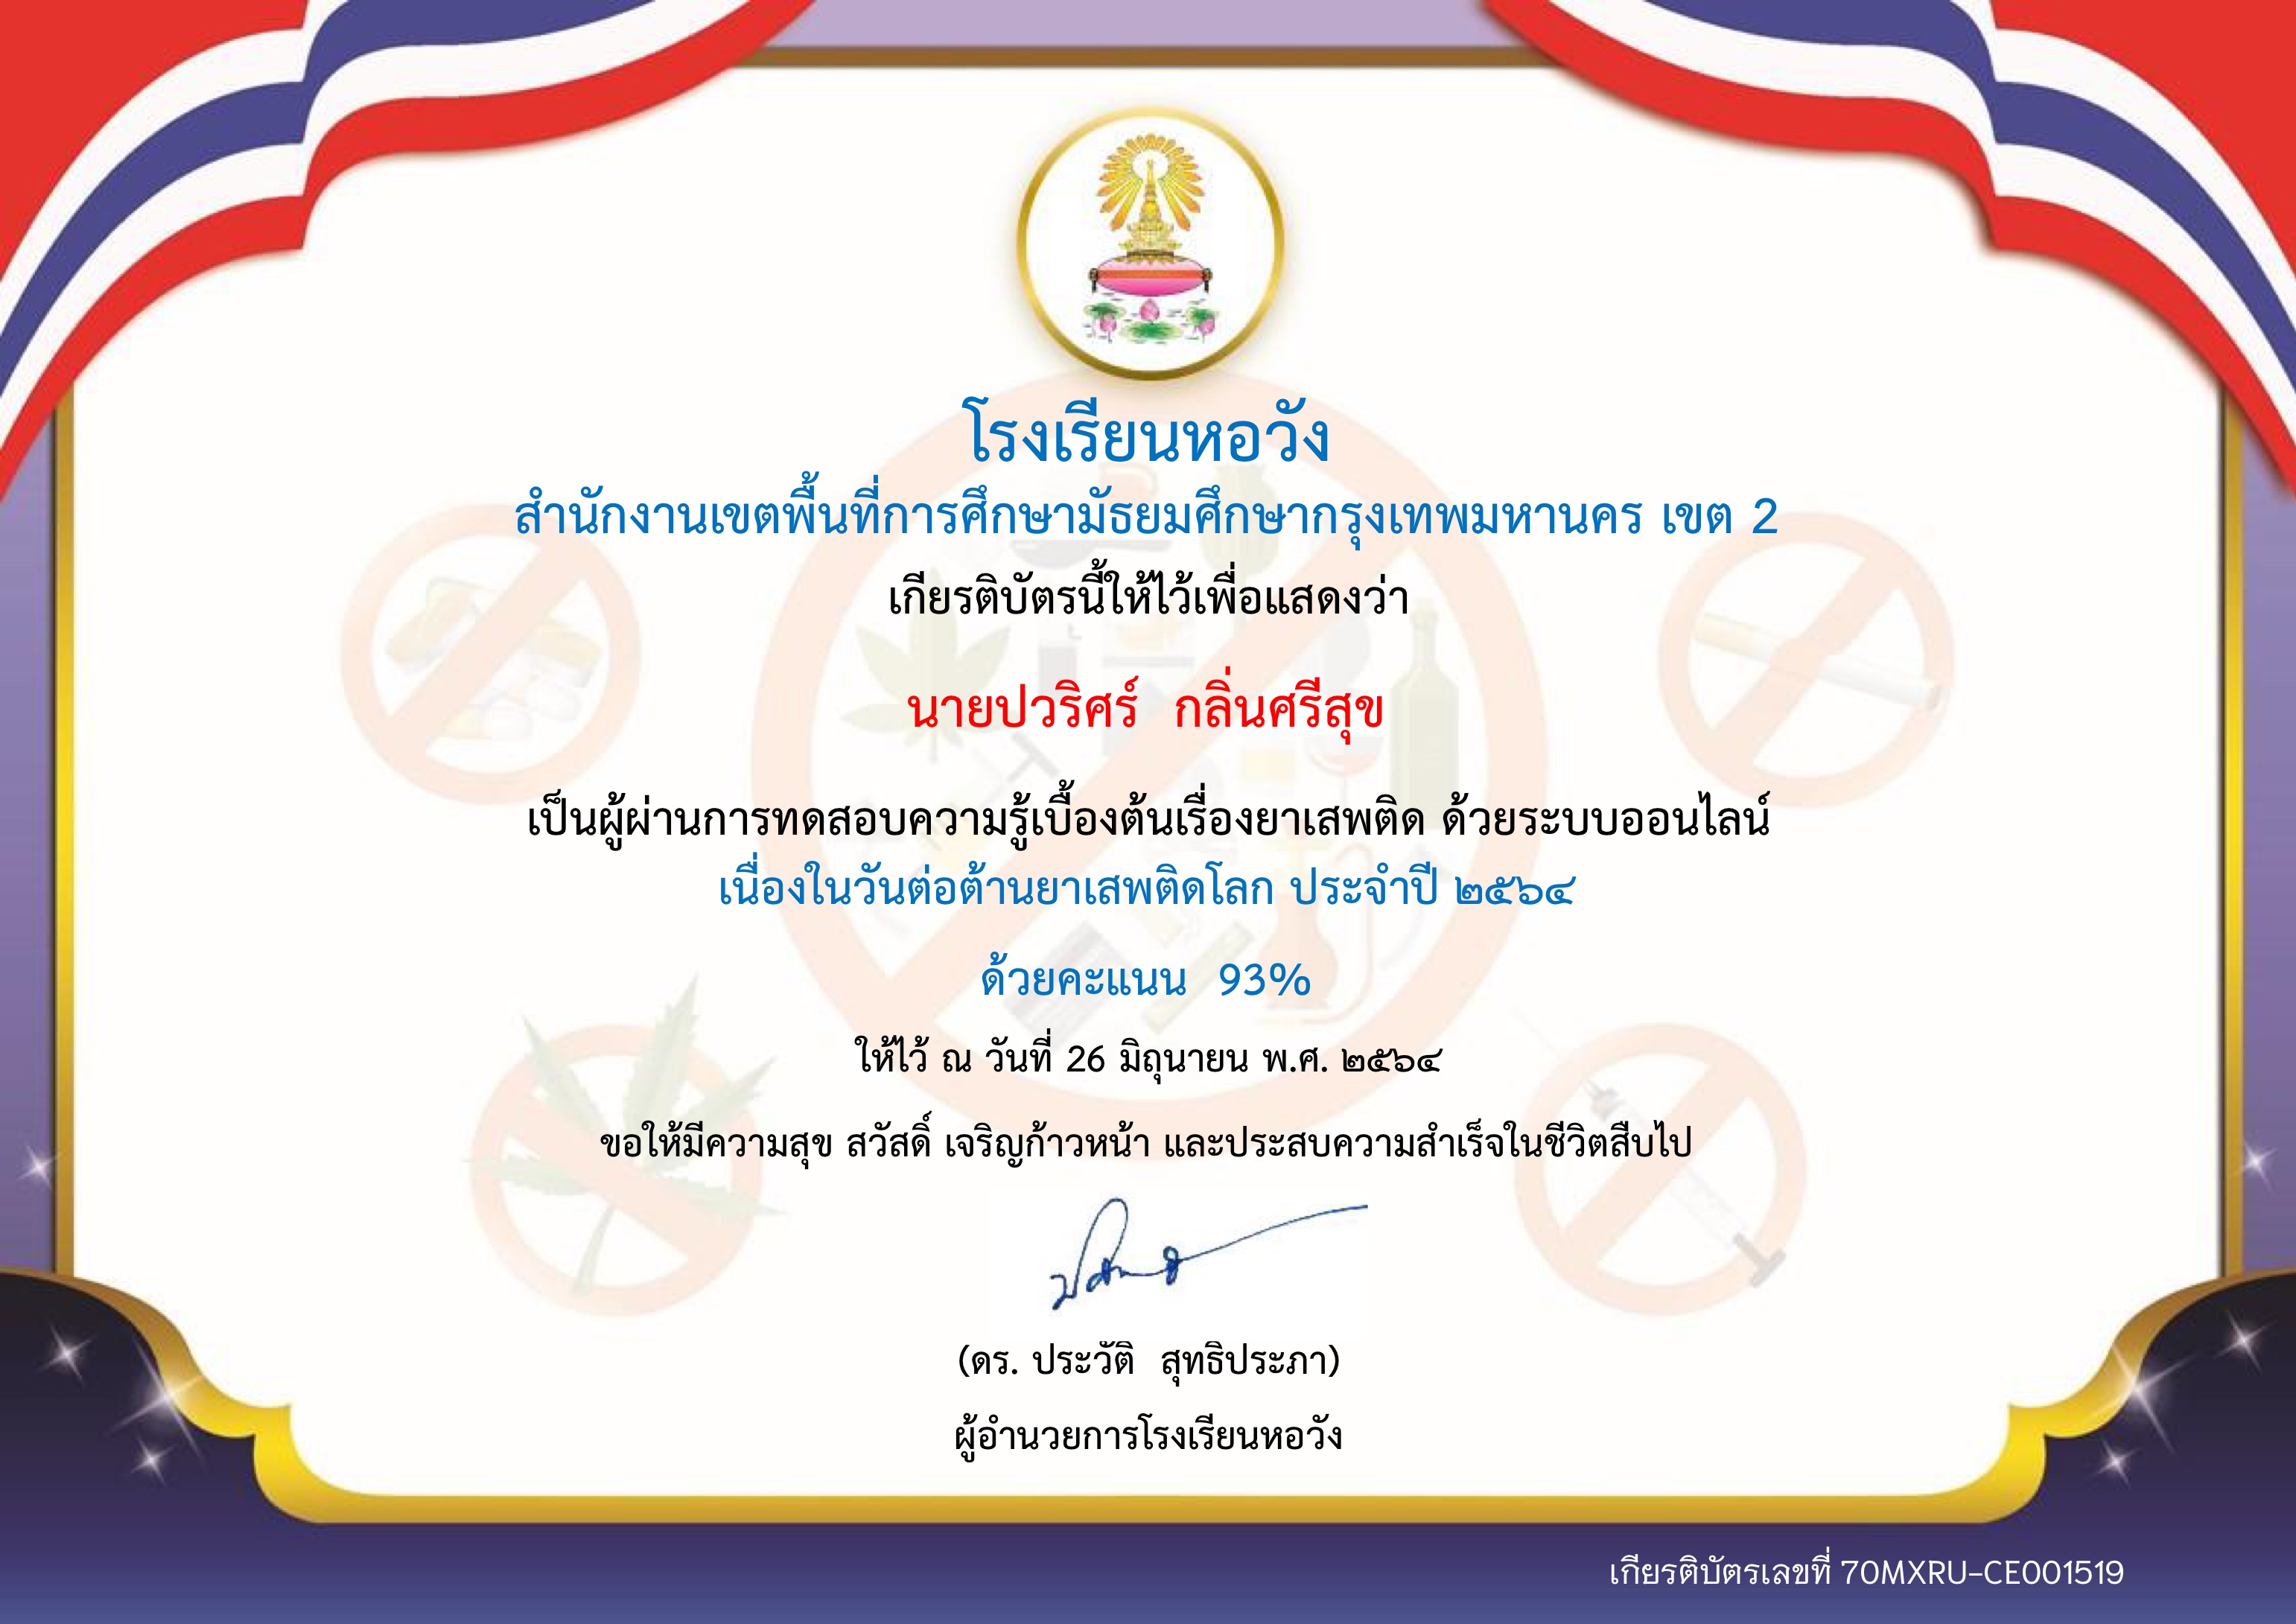 โรงเรียนหอวัง
สำนักงานเขตพื้นที่การศึกษามัธยมศึกษากรุงเทพมหานคร เขต 2
เกียรติบัตรนี้ให้ไว้เพื่อแสดงว่า
นายปวริศร์ กลิ่นศรีสุข
เป็นผู้ผ่านการทดสอบความรู้เบื้องต้นเรื่องยาเสพติด ด้วยระบบออนไลน์
เนื่องในวันต่อต้านยาเสพติดโลก ประจำปี ๒๕๖๔
ด้วยคะแนน 93%
ให้ไว้ ณ วันที่ 26 มิถุนายน พ.ศ. ๒๕๖๔
ขอให้มีความสุข สวัสดิ์ เจริญก้าวหน้า และประสบความสำเร็จในชีวิตสืบไป
(ดร. ประวัติ สุทธิประภา)
ผู้อำนวยการโรงเรียนหอวัง
เกียรติบัตรเลขที่ 70MXRU-CE001519